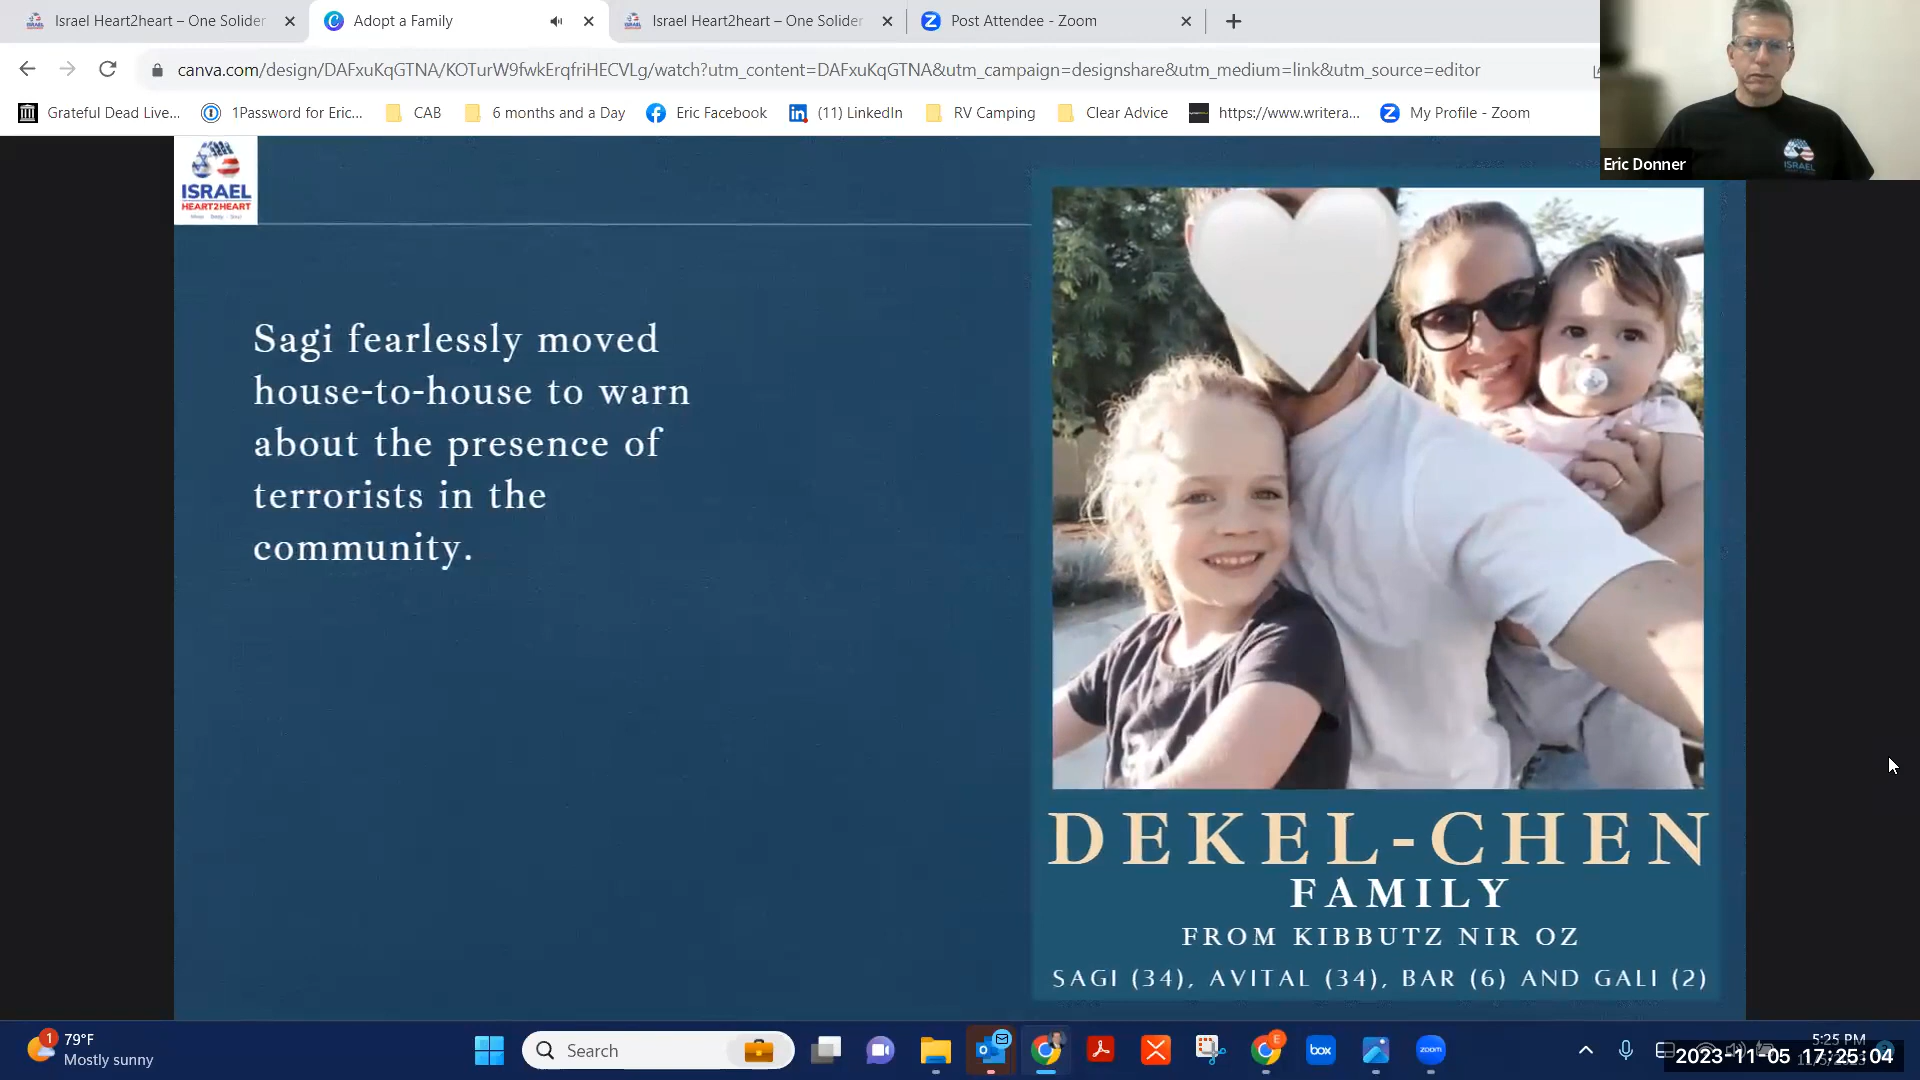 Israel Heart2heart – One Solider
Adopt a Family
Israel Heart2heart – One Solider
Post Attendee - Zoom
canva.com/design/DAFxuKqGTNA/KOTurW9fwkErqfriHECVLg/watch?utm_content=DAFxuKqGTNA&utm_campaign=designshare&utm_medium=link&utm_source=editor
Grateful Dead Live...
1Password for Eric...
CAB
6 months and a Day
Eric Facebook
(11) LinkedIn
RV Camping
Clear Advice
https://www.writera...
My Profile - Zoom
Eric Donner
ISRAEL
ISRAEL
HEART2HEART
Sagi fearlessly moved
house-to-house to warn
about the presence of
terrorists in the
community.
DEKEL-CHEN
FAMILY
FROM KIBBUTZ NIR OZ
SAGI (34), AVITAL (34), BAR (6) AND GALI (2)
1
79°F
Mostly sunny
Search
E
box
zoom
5:25 PM
2023-11-05 17:25:04